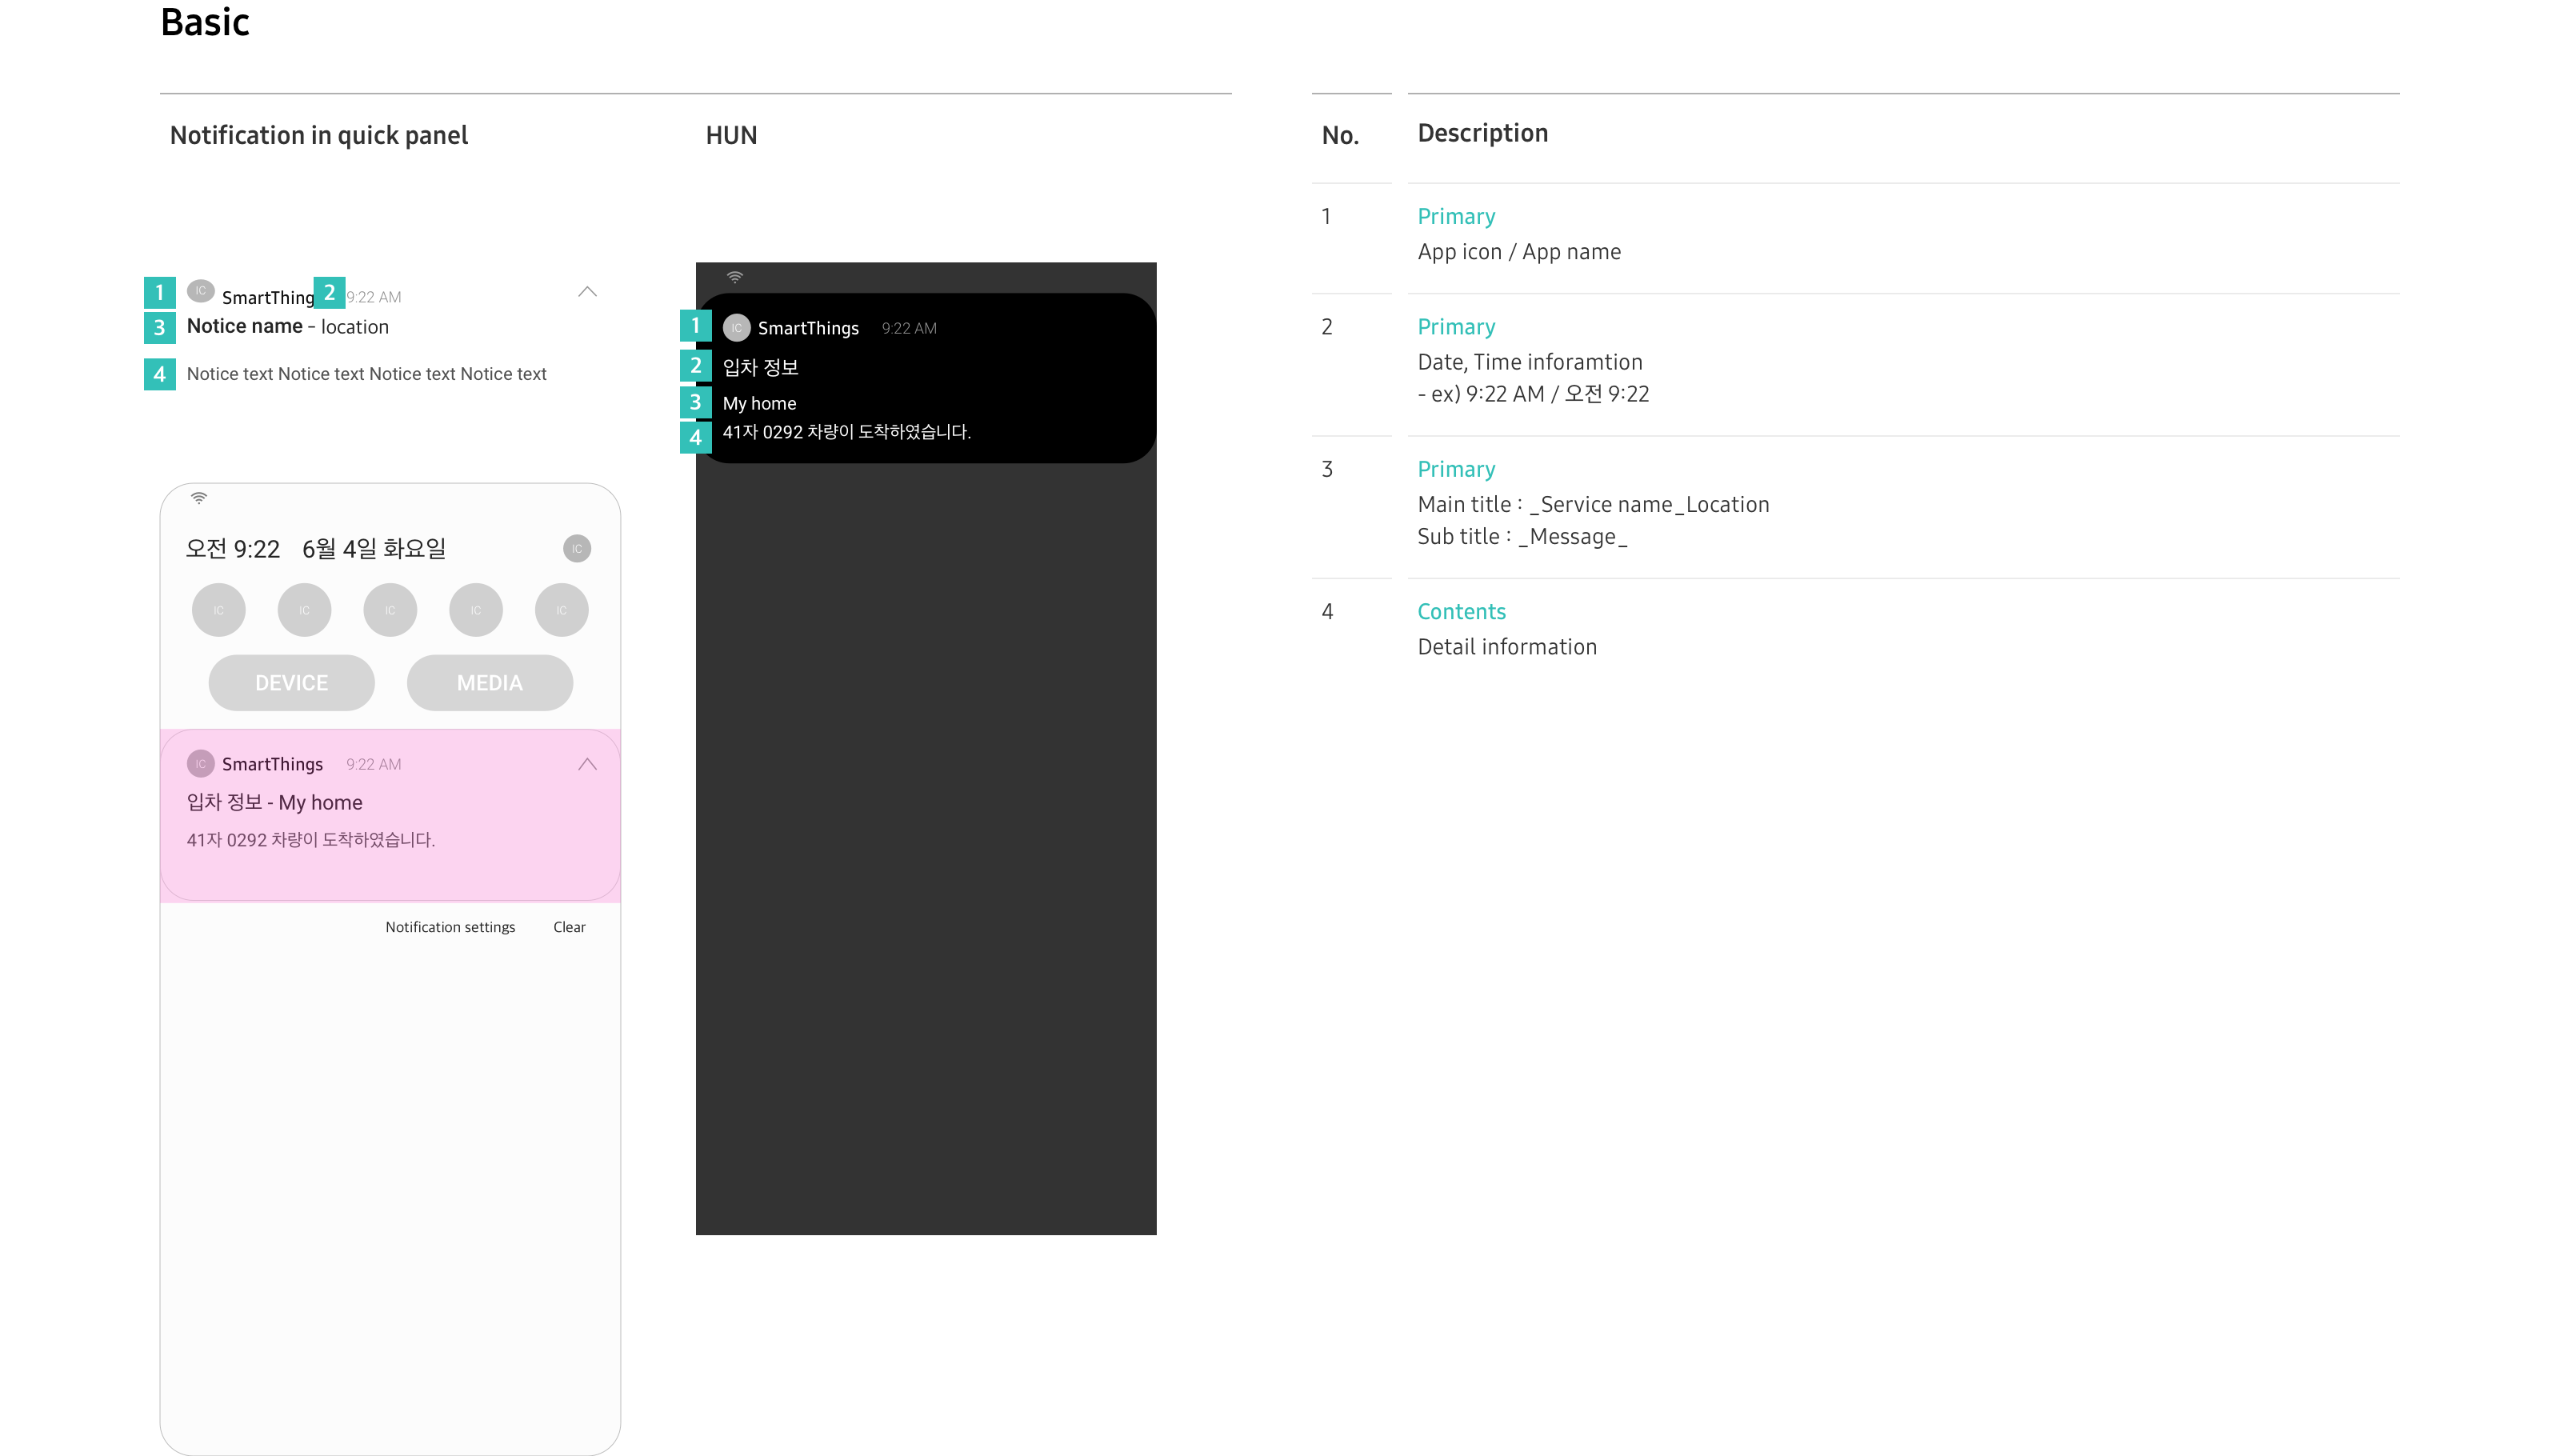 Basic
Notification in quick panel
HUN
1
IC
SmartThing
2
9:22 AM
3
Notice name - location
4
Notice text Notice text Notice text Notice text
오전 9:22 6월 4일 화요일
IC
IC IC IC IC IC
DEVICE MEDIA
IC SmartThings 9:22 AM
입차 정보 - My home
41자 0292 차량이 도착하였습니다.
Notification settings Clear
1
IC SmartThings 9:22 AM
2
입차 정보
3
My home
4
41자 0292 차량이 도착하였습니다.
No. Description
1 Primary
App icon / App name
2 Primary
Date, Time inforamtion
- ex) 9:22 AM / 오전 9:22
3 Primary
Main title : _Service name_Location
Sub title : _Message_
4 Contents
Detail information